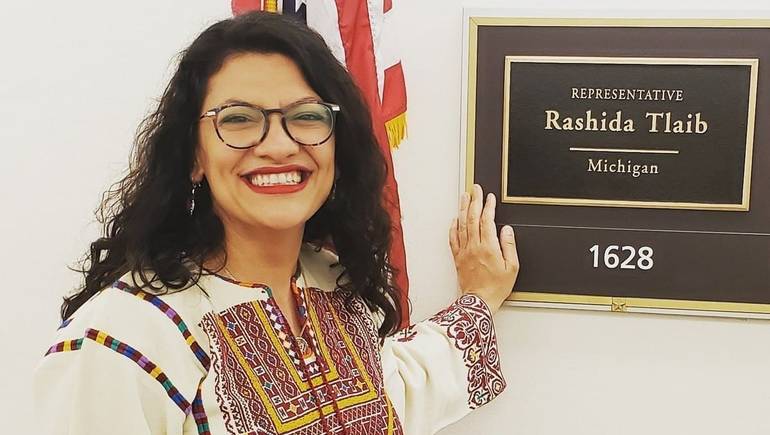 REPRESENTATIVE
Rashida Tlaib
Michigan
1628